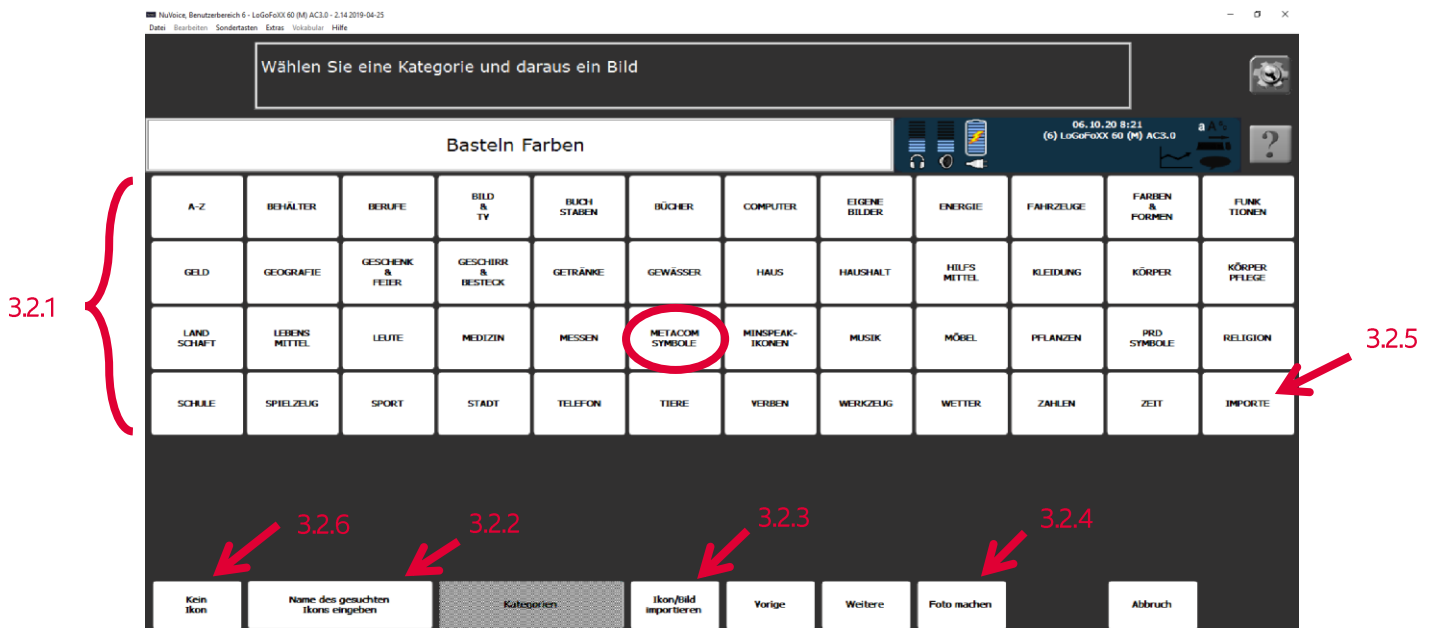 NuVoice, Benutzerbereich 6 - LoGoFoXX 60 (M) AC3.0 - 2.14 2019-04-25
Datei Bearbeiten Sondertasten Extras Vokabular Hilfe
Wählen Sie eine Kategorie und daraus ein Bild
Basteln Farben
06.10.20 8:21
(6) LoGoFoXX 60 (M) AC3.0
a A
?
3.2.1
A-Z
BEHÄLTER
BERUFE
BILD
&
TV
BUCH
STABEN
BÜCHER
COMPUTER
EIGENE
BILDER
ENERGIE
FAHRZEUGE
FARBEN
&
FORMEN
FUNK
TIONEN
GELD
GEOGRAFIE
GESCHENK
&
FEIER
GESCHIRR
&
BESTECK
GETRÄNKE
GEWÄSSER
HAUS
HAUSHALT
HILFS
MITTEL
KLEIDUNG
KÖRPER
KÖRPER
PFLEGE
LAND
SCHAFT
LEBENS
MITTEL
LEUTE
MEDIZIN
MESSEN
METACOM
SYMBOLE
MINSPEAK-
IKONEN
MUSIK
MÖBEL
PFLANZEN
PRD
SYMBOLE
RELIGION
3.2.5
SCHULE
SPIELZEUG
SPORT
STADT
TELEFON
TIERE
VERBEN
WERKZEUG
WETTER
ZAHLEN
ZEIT
IMPORTE
3.2.6
3.2.2
3.2.3
3.2.4
Kein
Ikon
Name des gesuchten
Ikons eingeben
Kategorien
Ikon/Bild
importieren
Vorige
Weitere
Foto machen
Abbruch